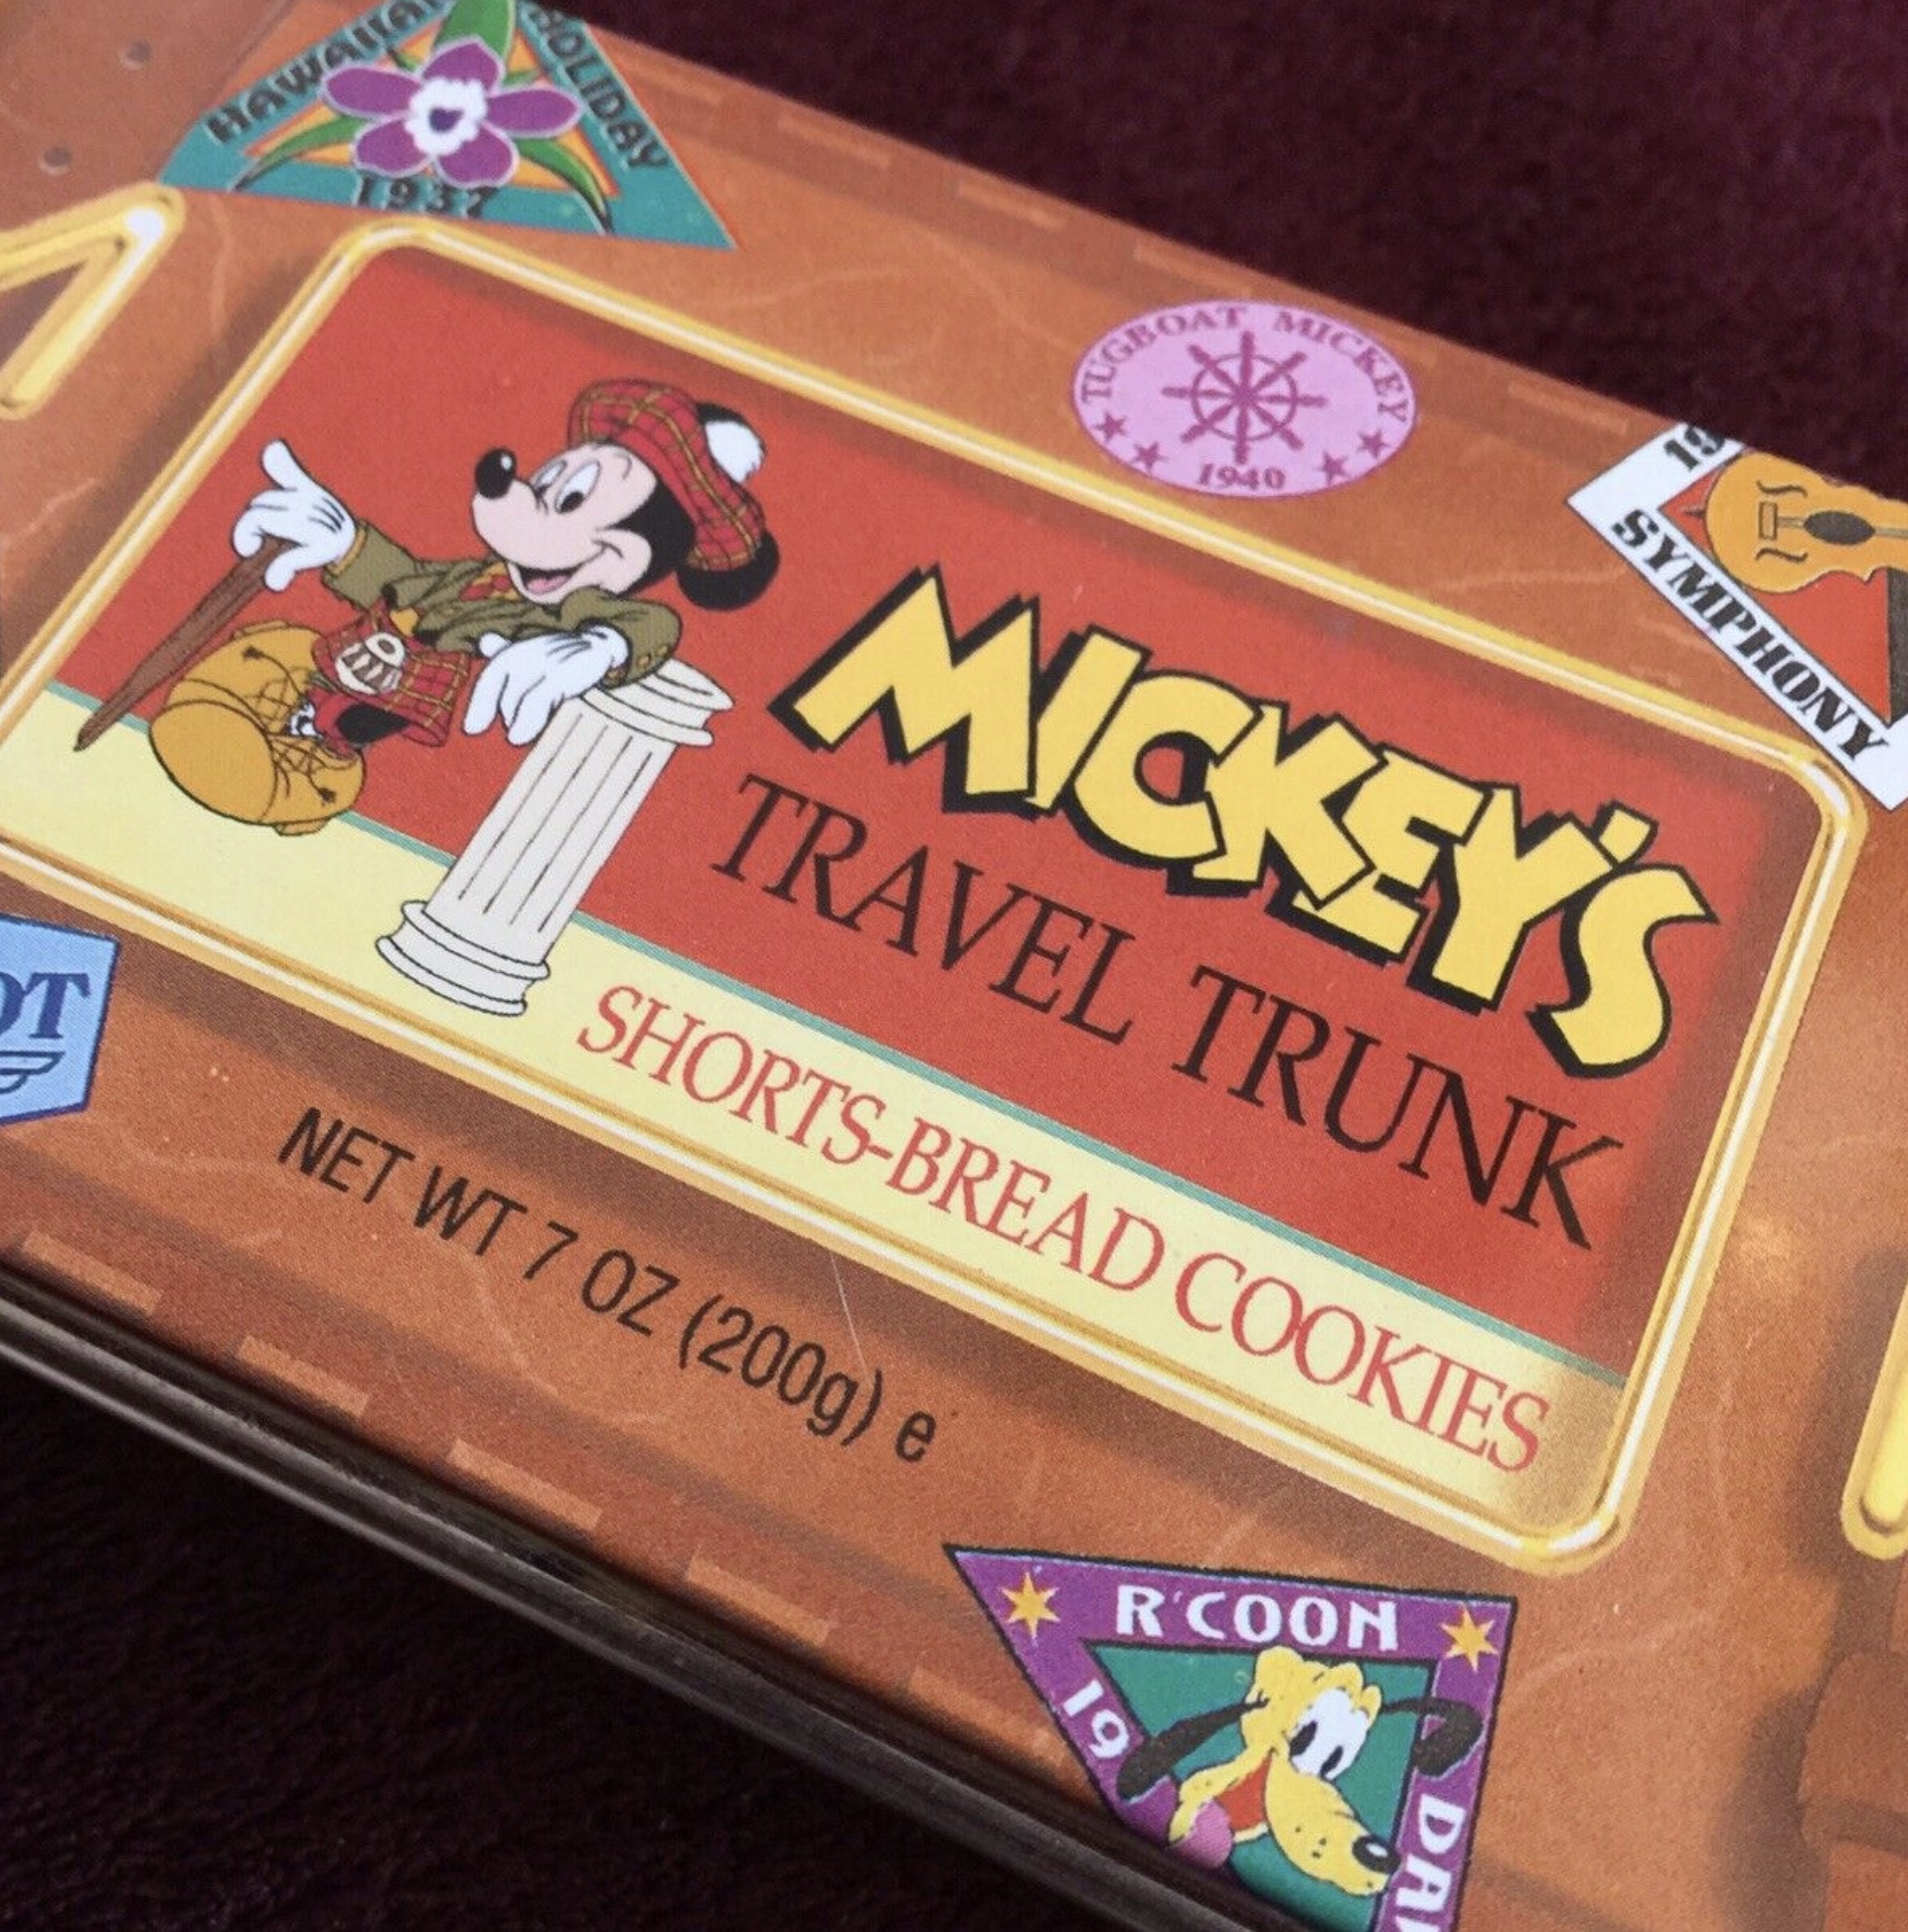 HAWAIIAN HOLIDAY
1937
TUGBOAT MICKEY
1940
SYMPHONY
MICKEY'S
TRAVEL TRUNK
SHORTS-BREAD COOKIES
NET WT 7 OZ (200g) e
R'COON
19